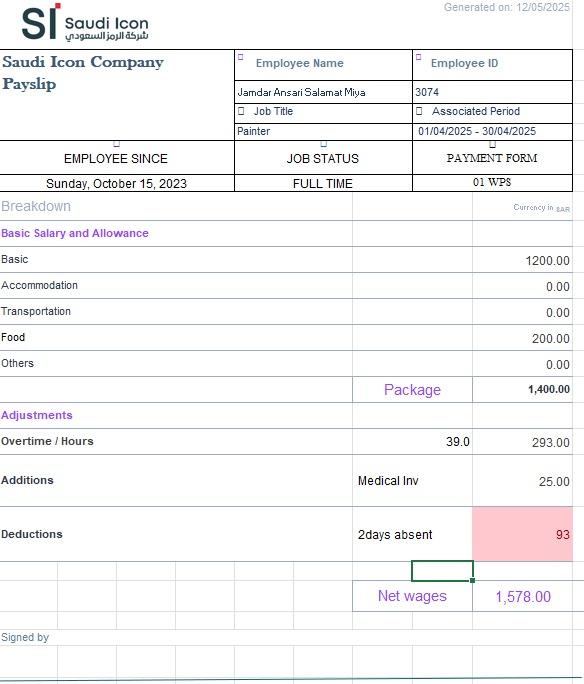 Generated on: 12/05/2025
SI Saudi Icon
شركة الرمز السعودي
Saudi Icon Company
Payslip
Employee Name
Employee ID
Jamdar Ansari Salamat Miya
3074
Job Title
Associated Period
Painter
01/04/2025 - 30/04/2025
EMPLOYEE SINCE
JOB STATUS
PAYMENT FORM
Sunday, October 15, 2023
FULL TIME
01 WPS
Breakdown
Currency in SAR
Basic Salary and Allowance
Basic 1200.00
Accommodation 0.00
Transportation 0.00
Food 200.00
Others 0.00
Package 1,400.00
Adjustments
Overtime / Hours 39.0 293.00
Additions Medical Inv 25.00
Deductions 2days absent 93
Net wages 1,578.00
Signed by